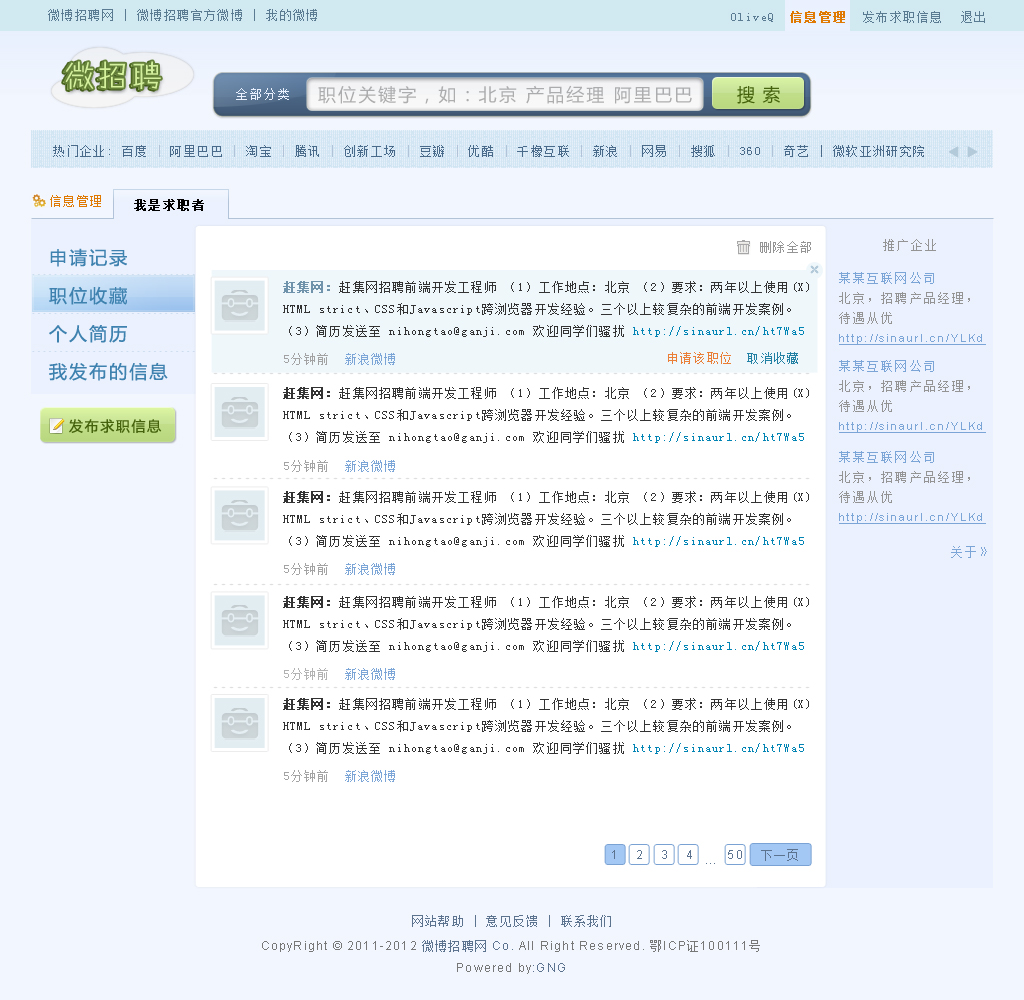 微博招聘网 | 微博招聘官方微博 | 我的微博
OliveQ 信息管理 发布求职信息 退出
微招聘
全部分类 职位关键字，如：北京 产品经理 阿里巴巴 搜 索
热门企业： 百度 | 阿里巴巴 | 淘宝 | 腾讯 | 创新工场 | 豆瓣 | 优酷 | 千橡互联 | 新浪 | 网易 | 搜狐 | 360 | 奇艺 | 微软亚洲研究院
信息管理 我是求职者
申请记录
职位收藏
个人简历
我发布的信息
发布求职信息
删除全部
赶集网：赶集网招聘前端开发工程师 （1）工作地点：北京 （2）要求：两年以上使用(X)
HTML strict、CSS和Javascript跨浏览器开发经验。三个以上较复杂的前端开发案例。
（3）简历发送至 nihongtao@ganji.com 欢迎同学们骚扰 http://sinaurl.cn/ht7Wa5
5分钟前 新浪微博 申请该职位 取消收藏
赶集网：赶集网招聘前端开发工程师 （1）工作地点：北京 （2）要求：两年以上使用(X)
HTML strict、CSS和Javascript跨浏览器开发经验。三个以上较复杂的前端开发案例。
（3）简历发送至 nihongtao@ganji.com 欢迎同学们骚扰 http://sinaurl.cn/ht7Wa5
5分钟前 新浪微博
赶集网：赶集网招聘前端开发工程师 （1）工作地点：北京 （2）要求：两年以上使用(X)
HTML strict、CSS和Javascript跨浏览器开发经验。三个以上较复杂的前端开发案例。
（3）简历发送至 nihongtao@ganji.com 欢迎同学们骚扰 http://sinaurl.cn/ht7Wa5
5分钟前 新浪微博
赶集网：赶集网招聘前端开发工程师 （1）工作地点：北京 （2）要求：两年以上使用(X)
HTML strict、CSS和Javascript跨浏览器开发经验。三个以上较复杂的前端开发案例。
（3）简历发送至 nihongtao@ganji.com 欢迎同学们骚扰 http://sinaurl.cn/ht7Wa5
5分钟前 新浪微博
赶集网：赶集网招聘前端开发工程师 （1）工作地点：北京 （2）要求：两年以上使用(X)
HTML strict、CSS和Javascript跨浏览器开发经验。三个以上较复杂的前端开发案例。
（3）简历发送至 nihongtao@ganji.com 欢迎同学们骚扰 http://sinaurl.cn/ht7Wa5
5分钟前 新浪微博
1 2 3 4 ... 50 下一页
推广企业
某某互联网公司
北京，招聘产品经理，
待遇从优
http://sinaurl.cn/YLKd
某某互联网公司
北京，招聘产品经理，
待遇从优
http://sinaurl.cn/YLKd
某某互联网公司
北京，招聘产品经理，
待遇从优
http://sinaurl.cn/YLKd
关于»
网站帮助 | 意见反馈 | 联系我们
CopyRight © 2011-2012 微博招聘网 Co. All Right Reserved. 鄂ICP证100111号
Powered by:GNG